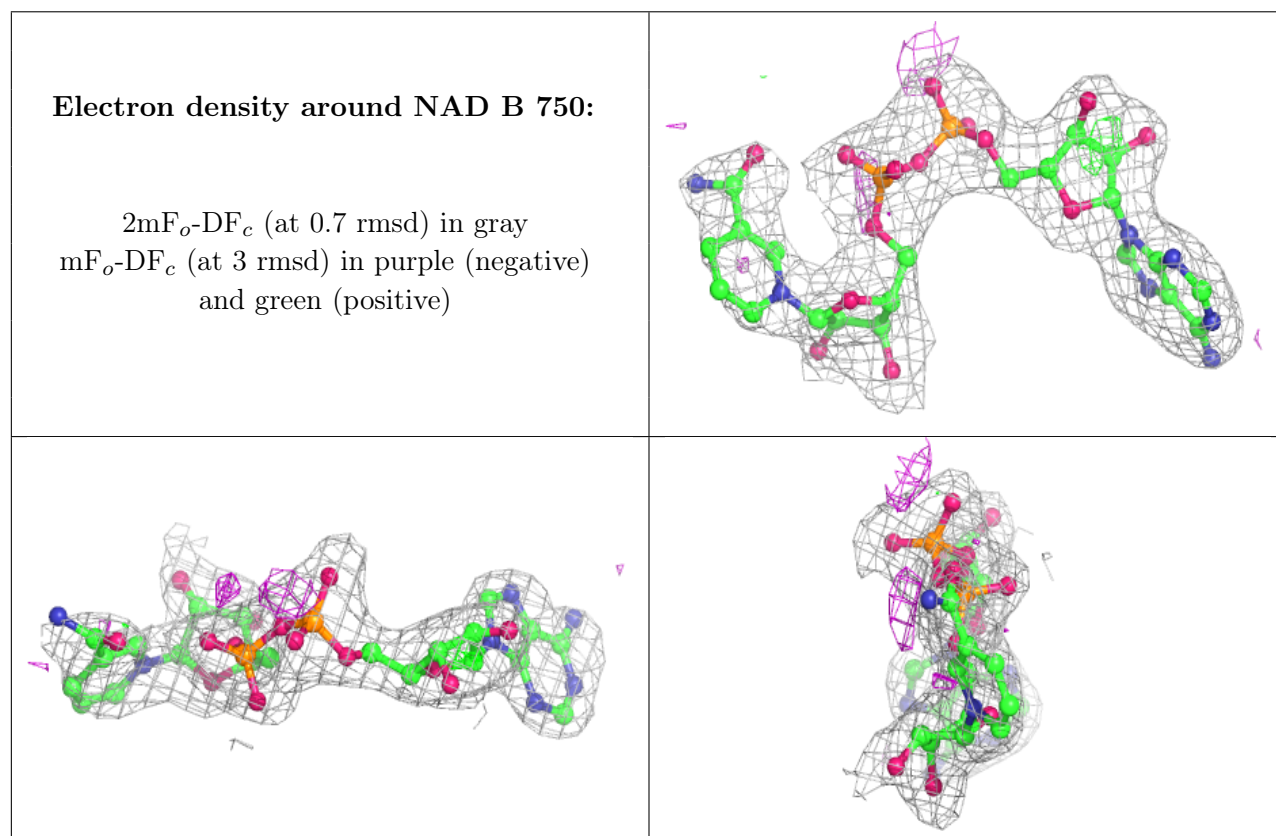 Electron density around NAD B 750:
2mFo-DFc (at 0.7 rmsd) in gray
mFo-DFc (at 3 rmsd) in purple (negative)
and green (positive)